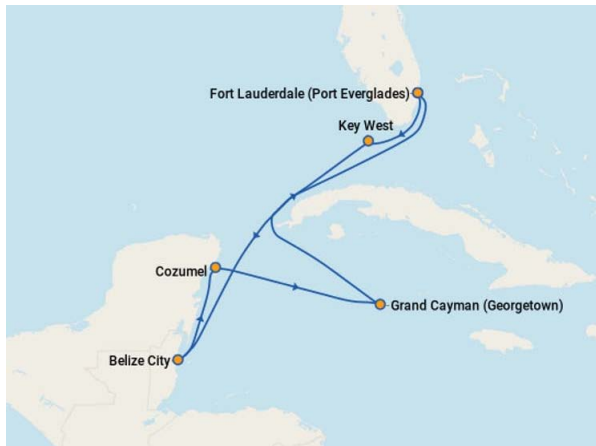 Fort Lauderdale (Port Everglades)
Key West
Cozumel
Grand Cayman (Georgetown)
Belize City